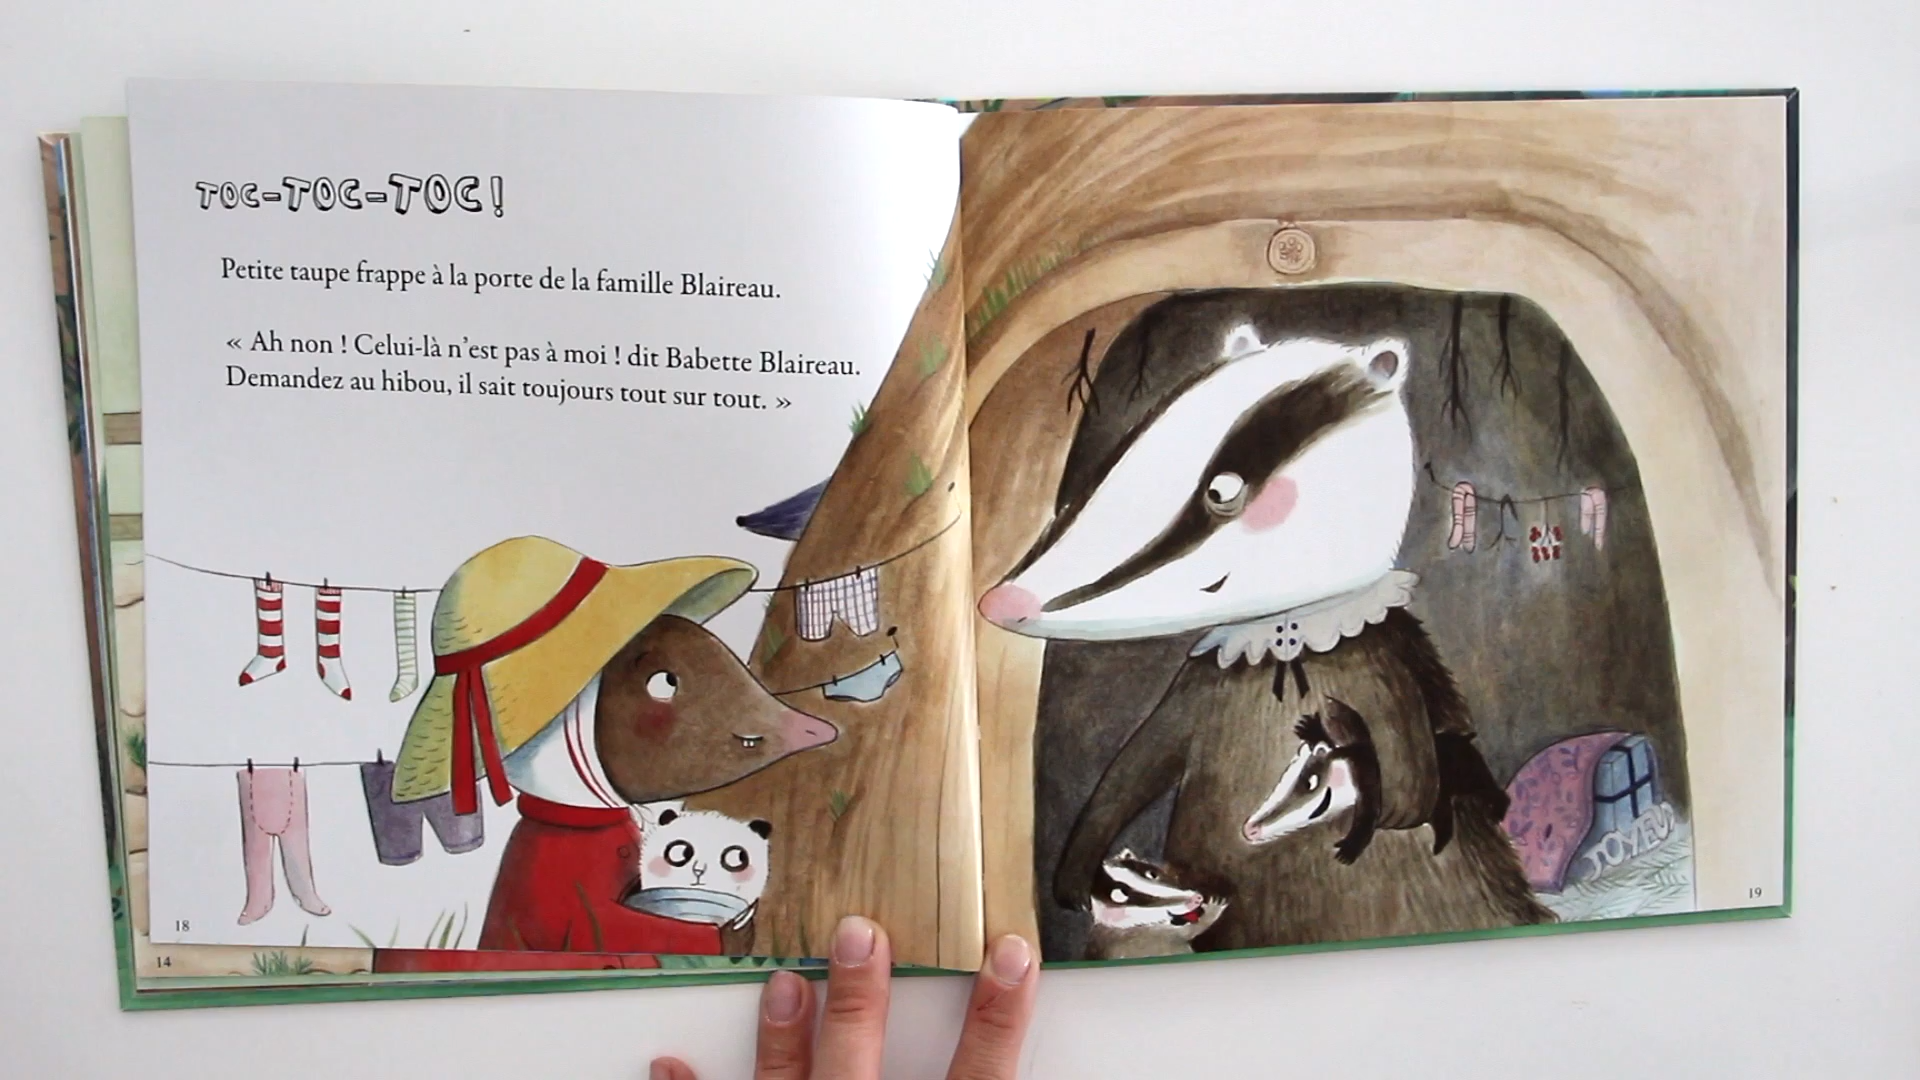 TOC-TOC-TOC !
Petite taupe frappe à la porte de la famille Blaireau.
« Ah non ! Celui-là n’est pas à moi ! dit Babette Blaireau.
Demandez au hibou, il sait toujours tout sur tout. »
JOYEUX
18
19
14